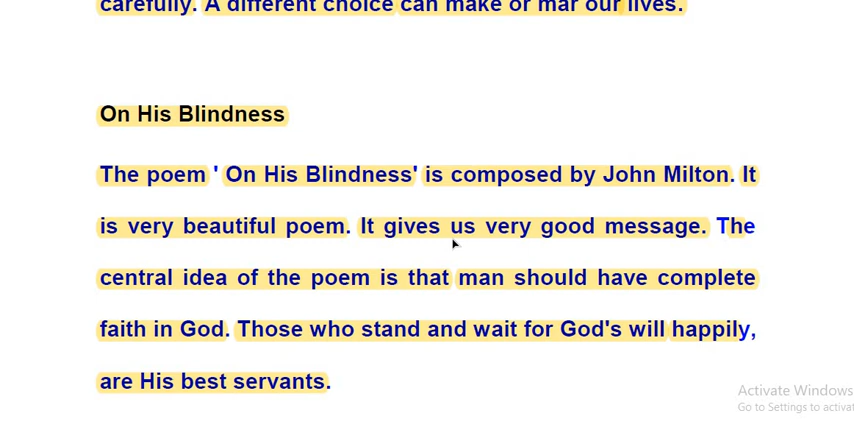 carefully. A different choice can make or mar our lives.
On His Blindness
The poem ' On His Blindness' is composed by John Milton. It
is very beautiful poem. It gives us very good message. The
central idea of the poem is that man should have complete
faith in God. Those who stand and wait for God's will happily,
are His best servants.
Activate Windows
Go to Settings to activat